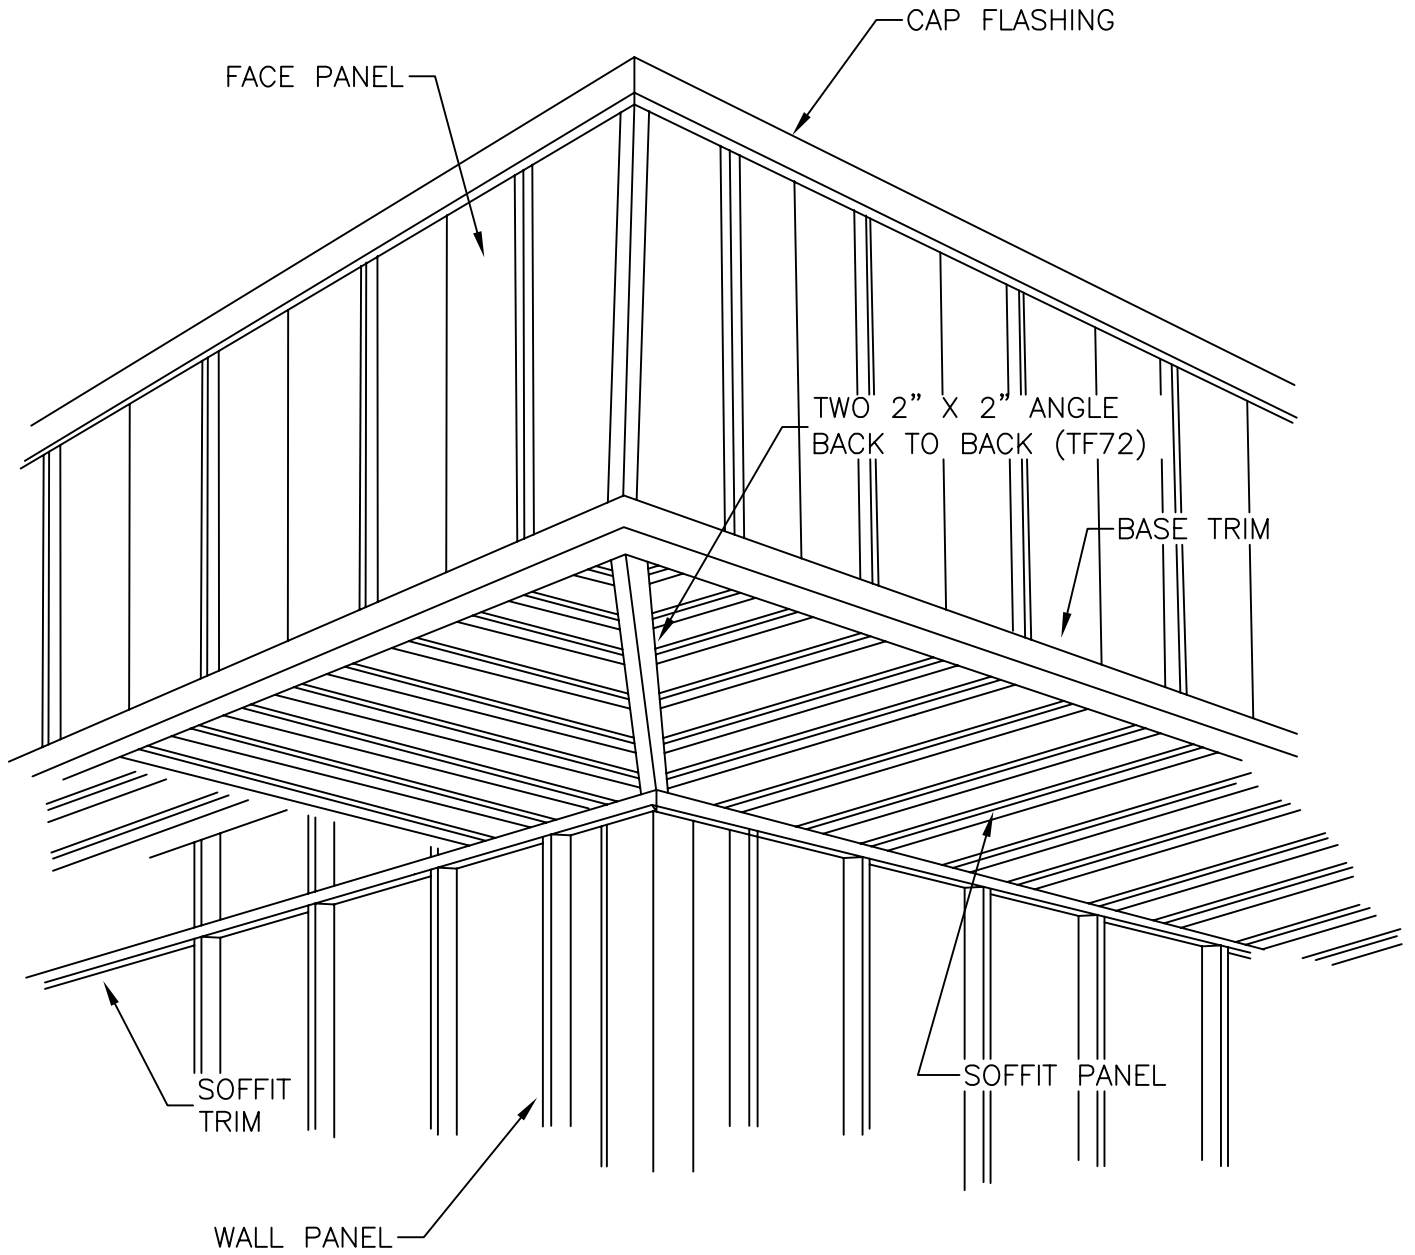 CAP FLASHING
FACE PANEL
TWO 2" X 2" ANGLE
BACK TO BACK (TF72)
BASE TRIM
SOFFIT PANEL
SOFFIT
TRIM
WALL PANEL